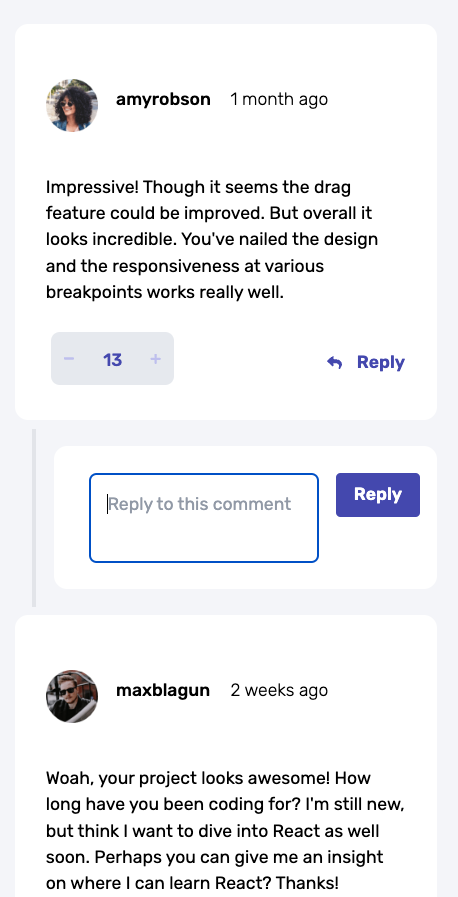 amyrobson 1 month ago
Impressive! Though it seems the drag
feature could be improved. But overall it
looks incredible. You've nailed the design
and the responsiveness at various
breakpoints works really well.
− 13 +
Reply
Reply to this comment
Reply
maxblagun 2 weeks ago
Woah, your project looks awesome! How
long have you been coding for? I'm still new,
but think I want to dive into React as well
soon. Perhaps you can give me an insight
on where I can learn React? Thanks!